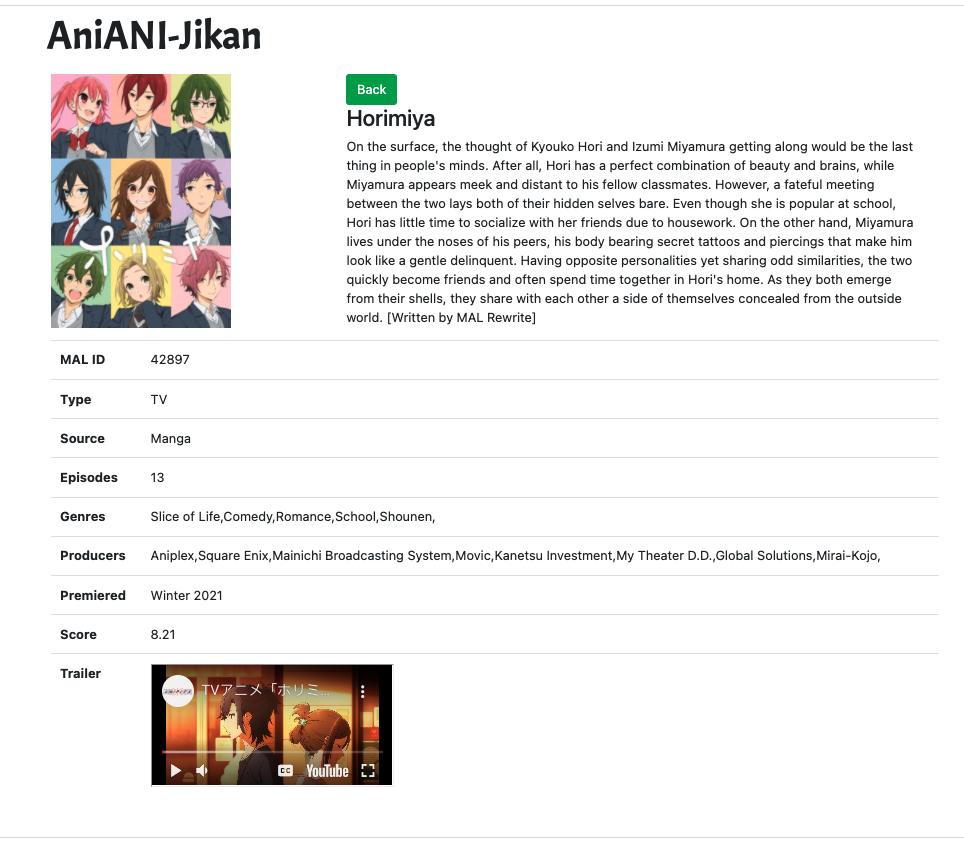 AniANI-Jikan
ホリミヤ
Back
Horimiya
On the surface, the thought of Kyouko Hori and Izumi Miyamura getting along would be the last
thing in people's minds. After all, Hori has a perfect combination of beauty and brains, while
Miyamura appears meek and distant to his fellow classmates. However, a fateful meeting
between the two lays both of their hidden selves bare. Even though she is popular at school,
Hori has little time to socialize with her friends due to housework. On the other hand, Miyamura
lives under the noses of his peers, his body bearing secret tattoos and piercings that make him
look like a gentle delinquent. Having opposite personalities yet sharing odd similarities, the two
quickly become friends and often spend time together in Hori's home. As they both emerge
from their shells, they share with each other a side of themselves concealed from the outside
world. [Written by MAL Rewrite]
MAL ID 42897
Type TV
Source Manga
Episodes 13
Genres Slice of Life,Comedy,Romance,School,Shounen,
Producers Aniplex,Square Enix,Mainichi Broadcasting System,Movic,Kanetsu Investment,My Theater D.D.,Global Solutions,Mirai-Kojo,
Premiered Winter 2021
Score 8.21
Trailer
TVアニメ「ホリミ...
CC YouTube